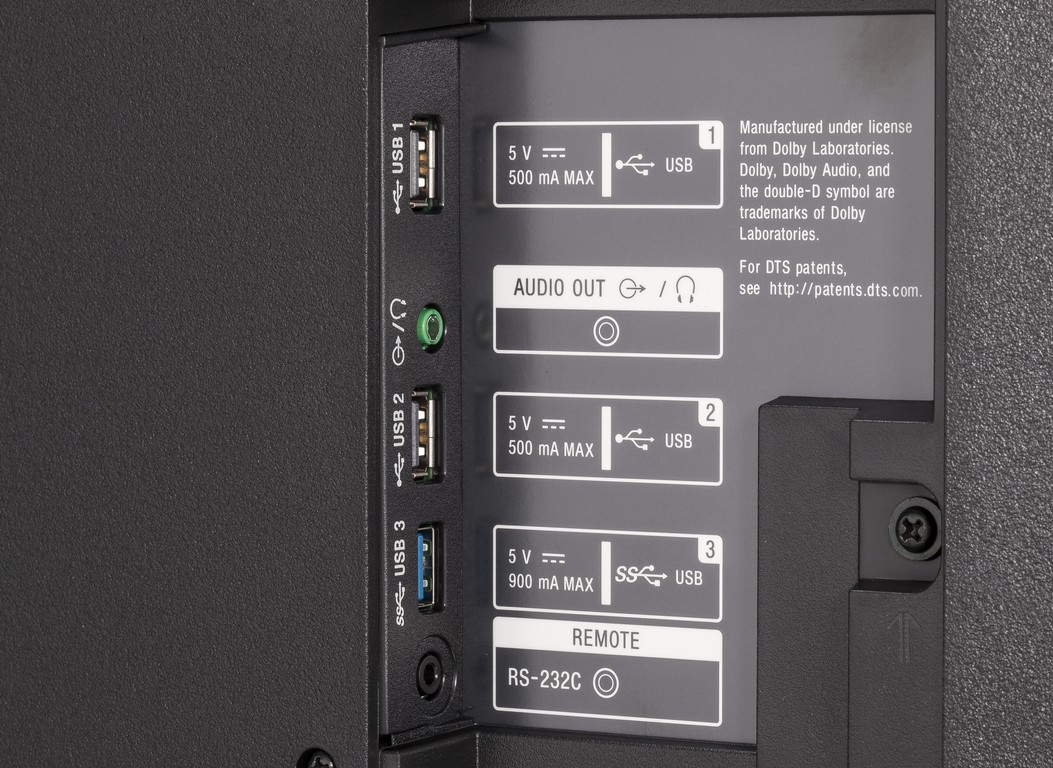 USB 1
USB 2
USB 3
1
5 V
500 mA MAX
USB
AUDIO OUT /
2
5 V
500 mA MAX
USB
3
5 V
900 mA MAX
SS USB
REMOTE
RS-232C
Manufactured under license
from Dolby Laboratories.
Dolby, Dolby Audio, and
the double-D symbol are
trademarks of Dolby
Laboratories.
For DTS patents,
see http://patents.dts.com.